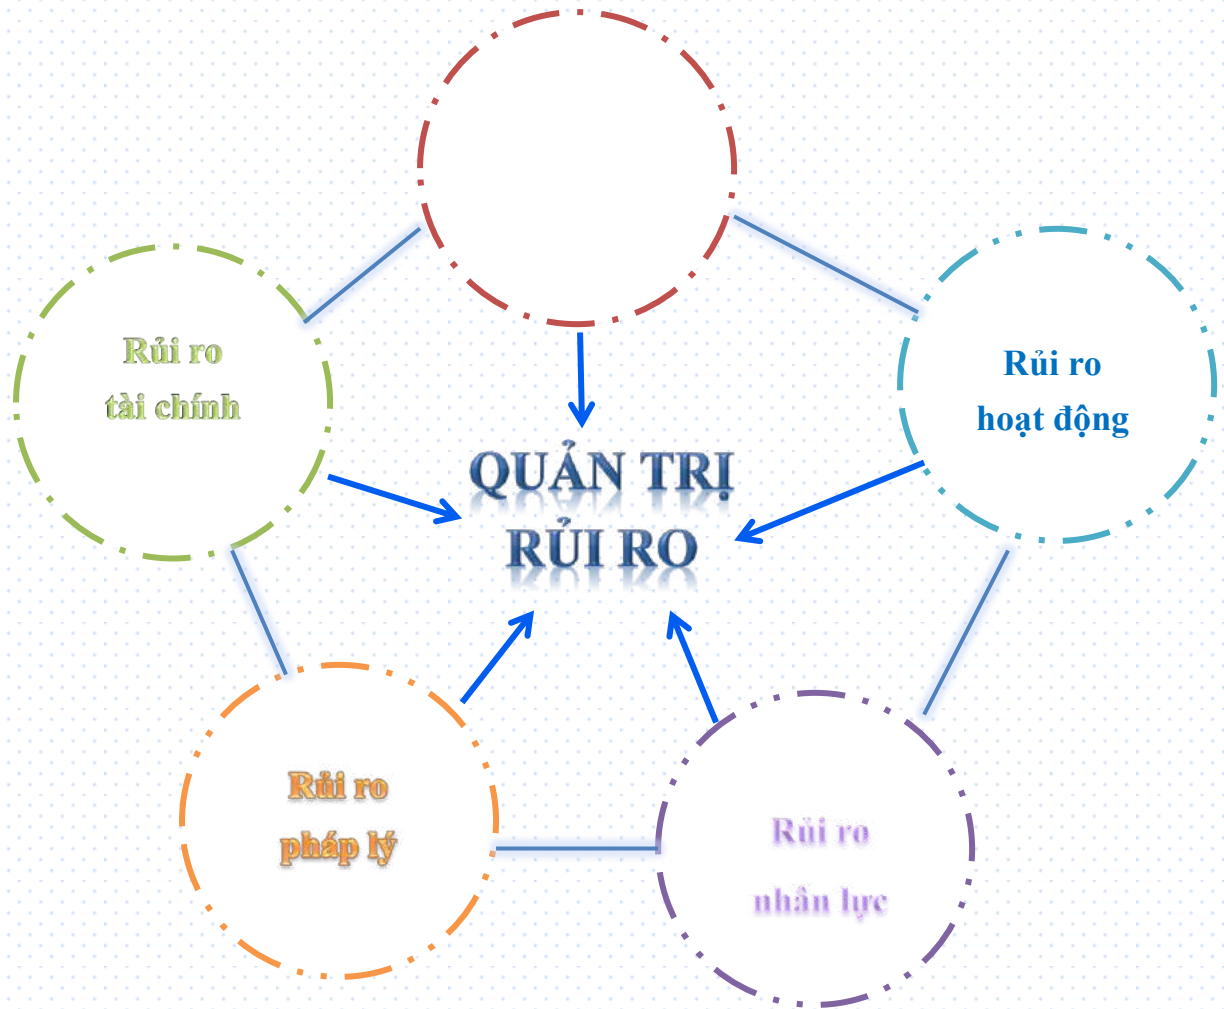 Rủi ro
tài chính
Rủi ro
hoạt động
QUẢN TRỊ
RỦI RO
Rủi ro
pháp lý
Rủi ro
nhân lực